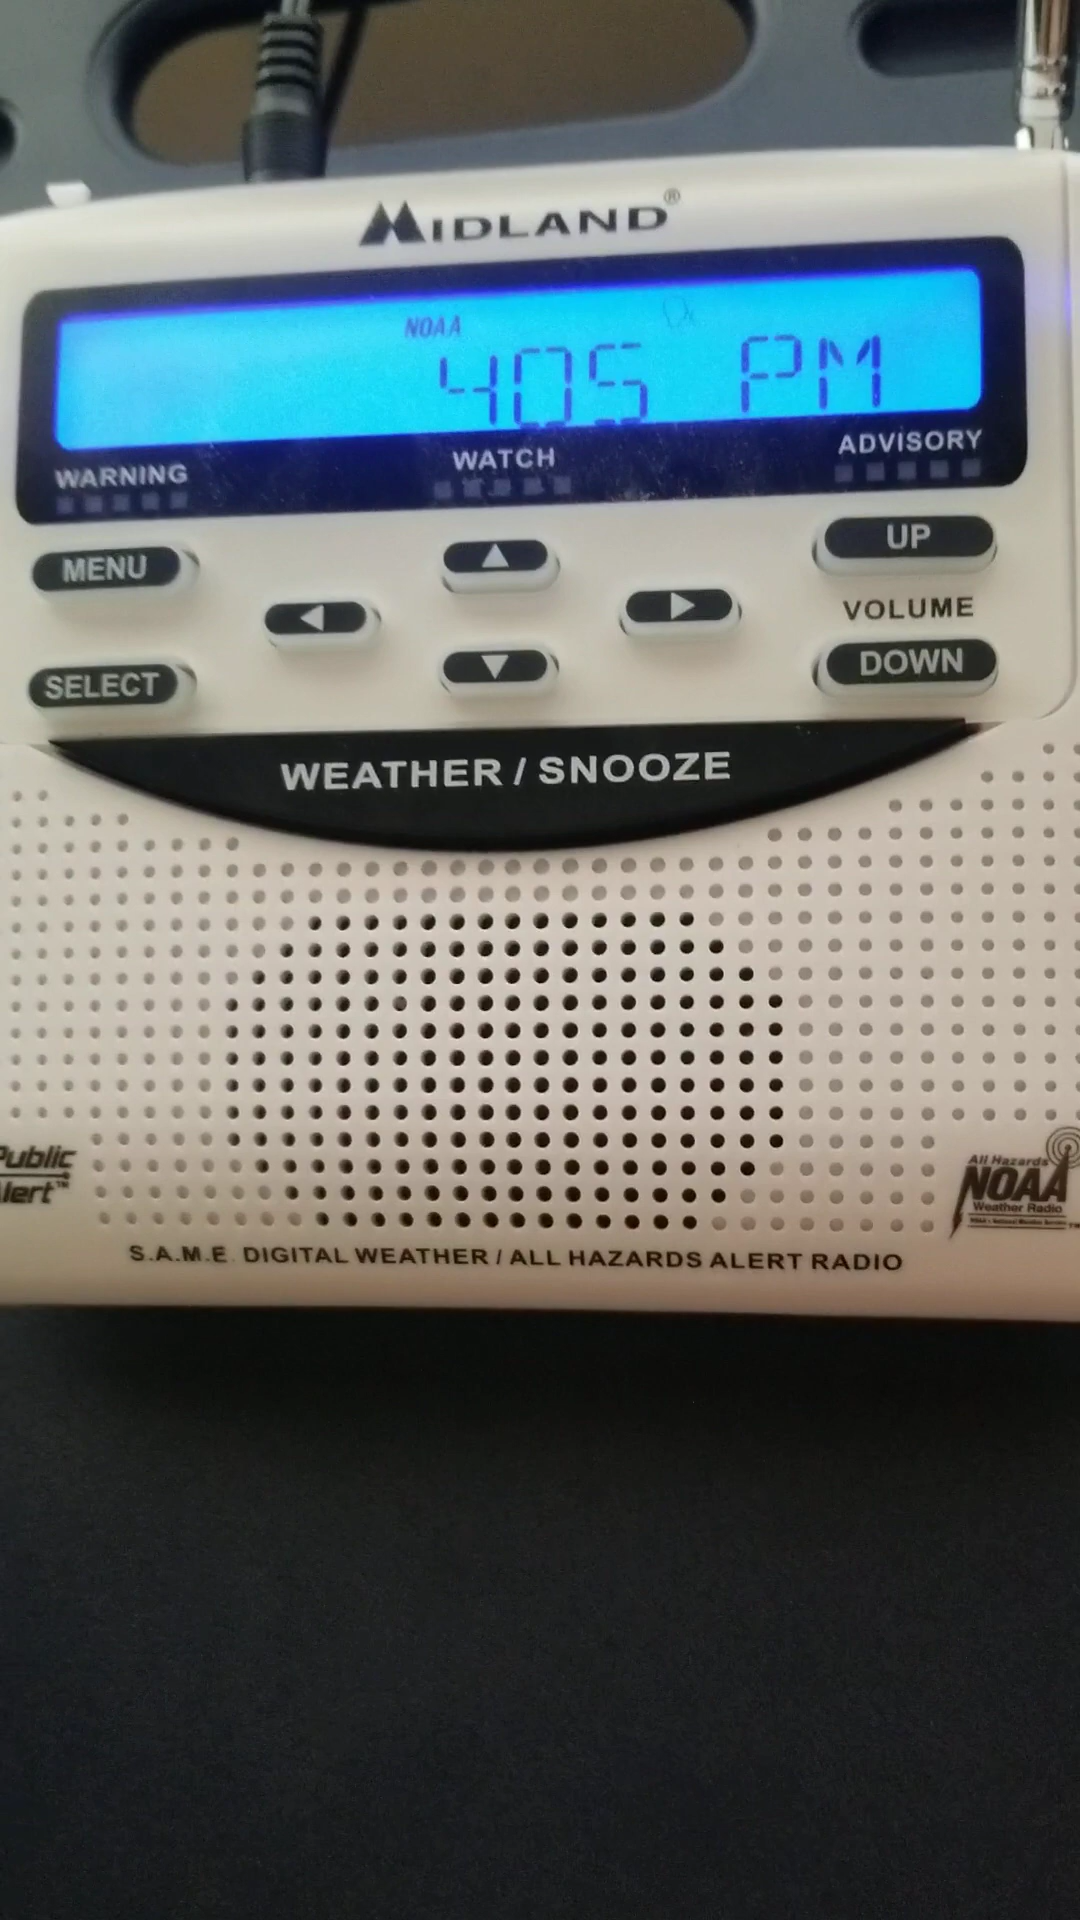 MIDLAND®
NOAA
405 PM
WARNING
WATCH
ADVISORY
MENU
UP
VOLUME
SELECT
DOWN
WEATHER / SNOOZE
Public
Alert™
All Hazards
NOAA
Weather Radio
S.A.M.E. DIGITAL WEATHER / ALL HAZARDS ALERT RADIO